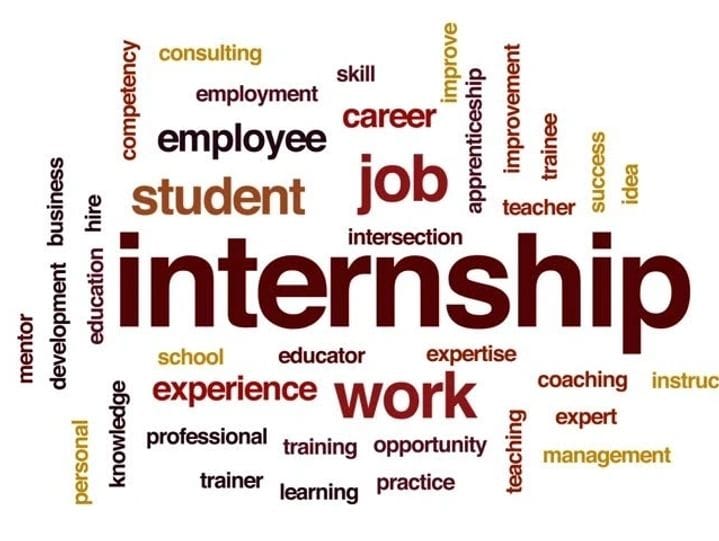 consulting
skill
employment
career
employee
student
job
intersection
internship
competency
improve
apprenticeship
improvement
trainee
success
idea
teacher
business
hire
development
education
mentor
school
educator
expertise
experience
work
coaching
instruc
expert
management
teaching
professional
training
opportunity
trainer
learning
practice
knowledge
personal